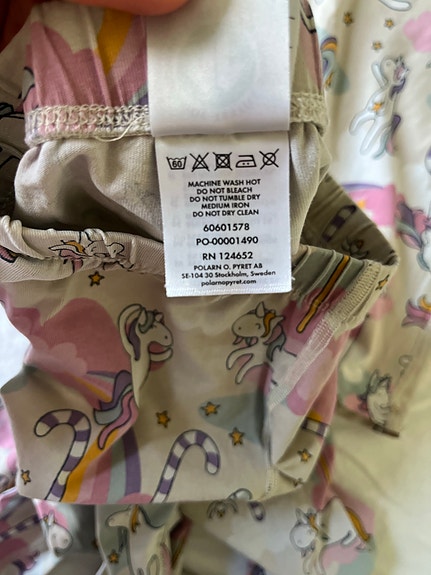 60
MACHINE WASH HOT
DO NOT BLEACH
DO NOT TUMBLE DRY
MEDIUM IRON
DO NOT DRY CLEAN
60601578
PO-00001490
RN 124652
POLARN O. PYRET AB
SE-104 30 Stockholm, Sweden
polarnopyret.com